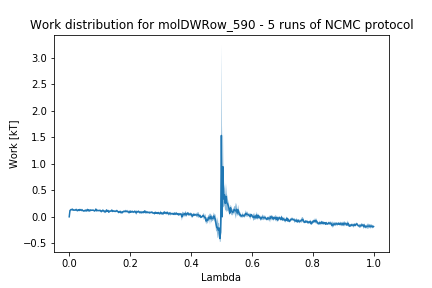 Work distribution for molDWRow_590 - 5 runs of NCMC protocol
3.0
2.5
2.0
1.5
1.0
0.5
0.0
−0.5
Work [kT]
0.0 0.2 0.4 0.6 0.8 1.0
Lambda